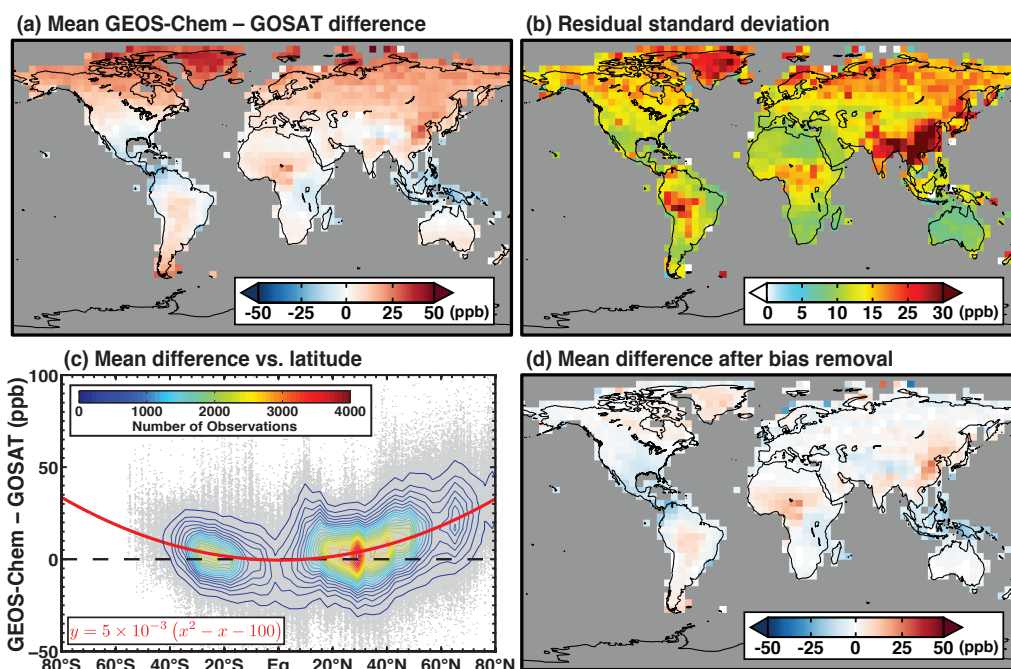 (a) Mean GEOS-Chem – GOSAT difference
-50 -25 0 25 50 (ppb)
(b) Residual standard deviation
0 5 10 15 25 30 (ppb)
(c) Mean difference vs. latitude
GEOS-Chem – GOSAT (ppb)
100
50
0
-50
0 1000 2000 3000 4000
Number of Observations
y = 5 × 10⁻³ (x² − x − 100)
80°S 60°S 40°S 20°S Eq 20°N 40°N 60°N 80°N
(d) Mean difference after bias removal
-50 -25 0 25 50 (ppb)